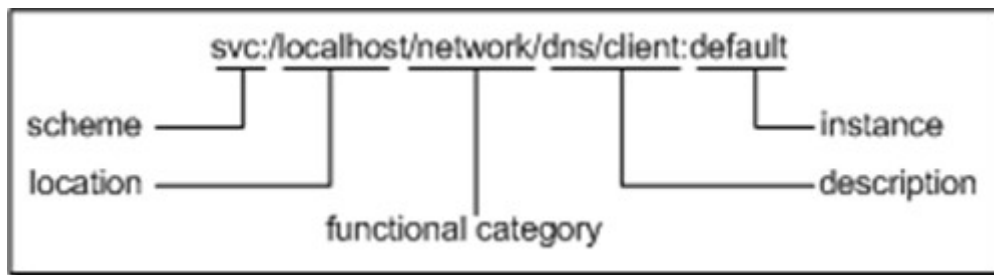 svc:/localhost/network/dns/client:default
scheme
instance
location
description
functional category